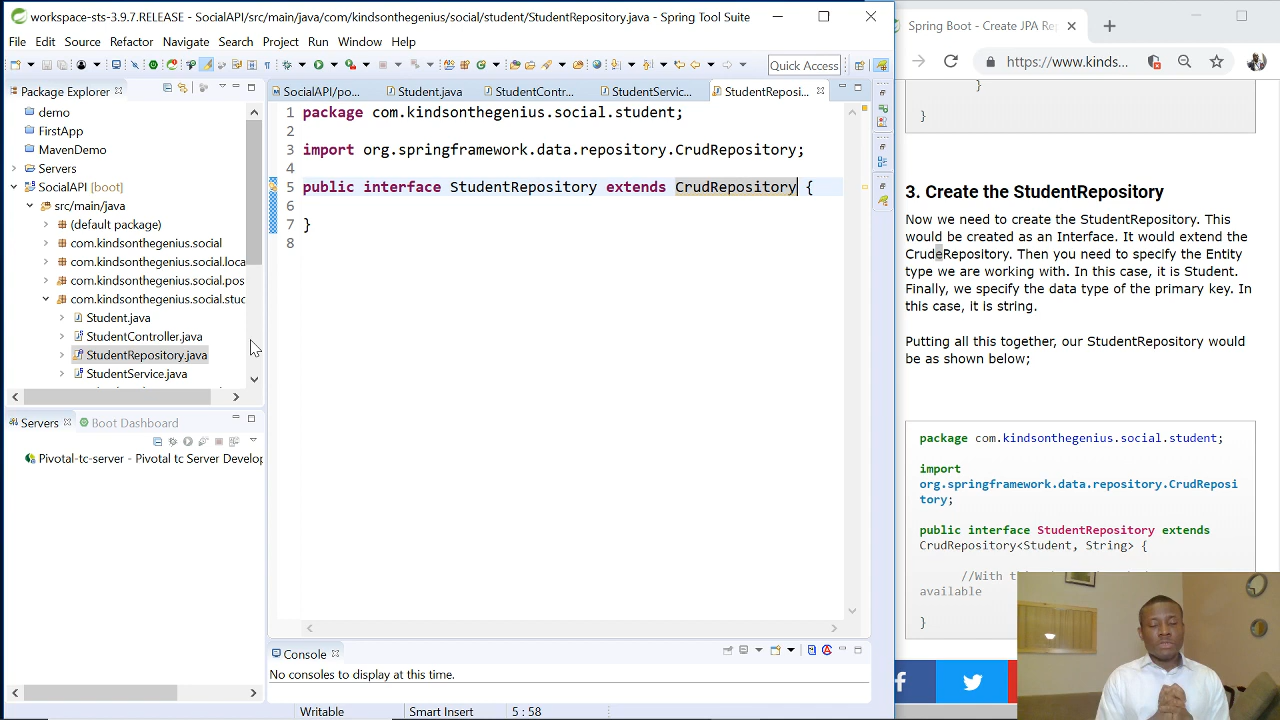 workspace-sts-3.9.7.RELEASE - SocialAPI/src/main/java/com/kindsonthegenius/social/student/StudentRepository.java - Spring Tool Suite
File Edit Source Refactor Navigate Search Project Run Window Help
Quick Access
Package Explorer
demo
FirstApp
MavenDemo
Servers
SocialAPI [boot]
src/main/java
(default package)
com.kindsonthegenius.social
com.kindsonthegenius.social.loca
com.kindsonthegenius.social.pos
com.kindsonthegenius.social.stuc
Student.java
StudentController.java
StudentRepository.java
StudentService.java
Servers Boot Dashboard
Pivotal-tc-server - Pivotal tc Server Develop
SocialAPI/po... Student.java StudentContr... StudentServic... StudentReposi...
1 package com.kindsonthegenius.social.student;
2
3 import org.springframework.data.repository.CrudRepository;
4
5 public interface StudentRepository extends CrudRepository {
6
7 }
8
Console
No consoles to display at this time.
Writable Smart Insert 5 : 58
Spring Boot - Create JPA Re
https://www.kinds...
}
}
3. Create the StudentRepository
Now we need to create the StudentRepository. This
would be created as an Interface. It would extend the
CrudeRepository. Then you need to specify the Entity
type we are working with. In this case, it is Student.
Finally, we specify the data type of the primary key. In
this case, it is string.
Putting all this together, our StudentRepository would
be as shown below;
package com.kindsonthegenius.social.student;
import
org.springframework.data.repository.CrudReposi
tory;
public interface StudentRepository extends
CrudRepository<Student, String> {
//With
available
}